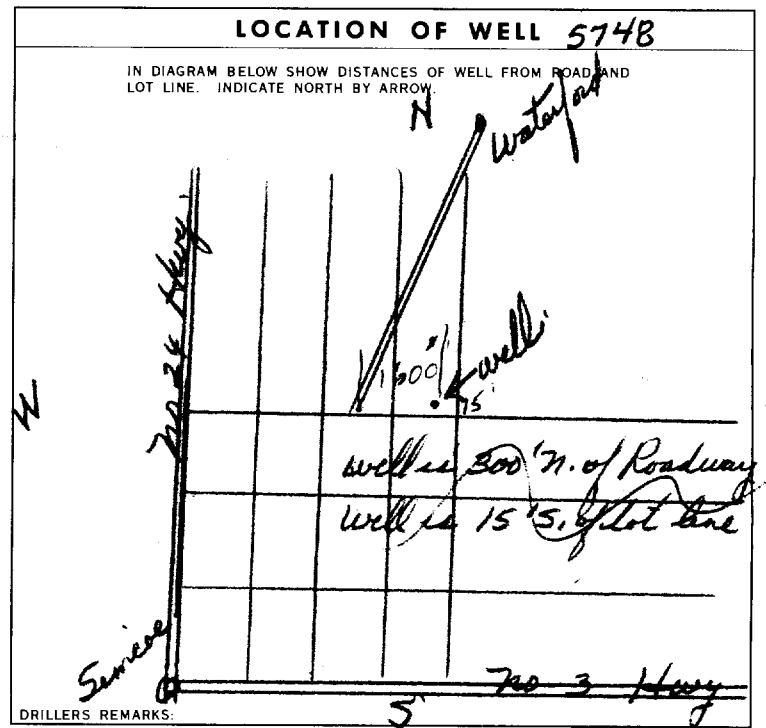 LOCATION OF WELL 5748
IN DIAGRAM BELOW SHOW DISTANCES OF WELL FROM ROAD AND
LOT LINE. INDICATE NORTH BY ARROW.
N
Waterford
No 24 Hwy.
well.
15'
W
well is 300' N. of Roadway
Well is 15' S. of lot line
Simcoe
No 3 Hwy
S
DRILLERS REMARKS: